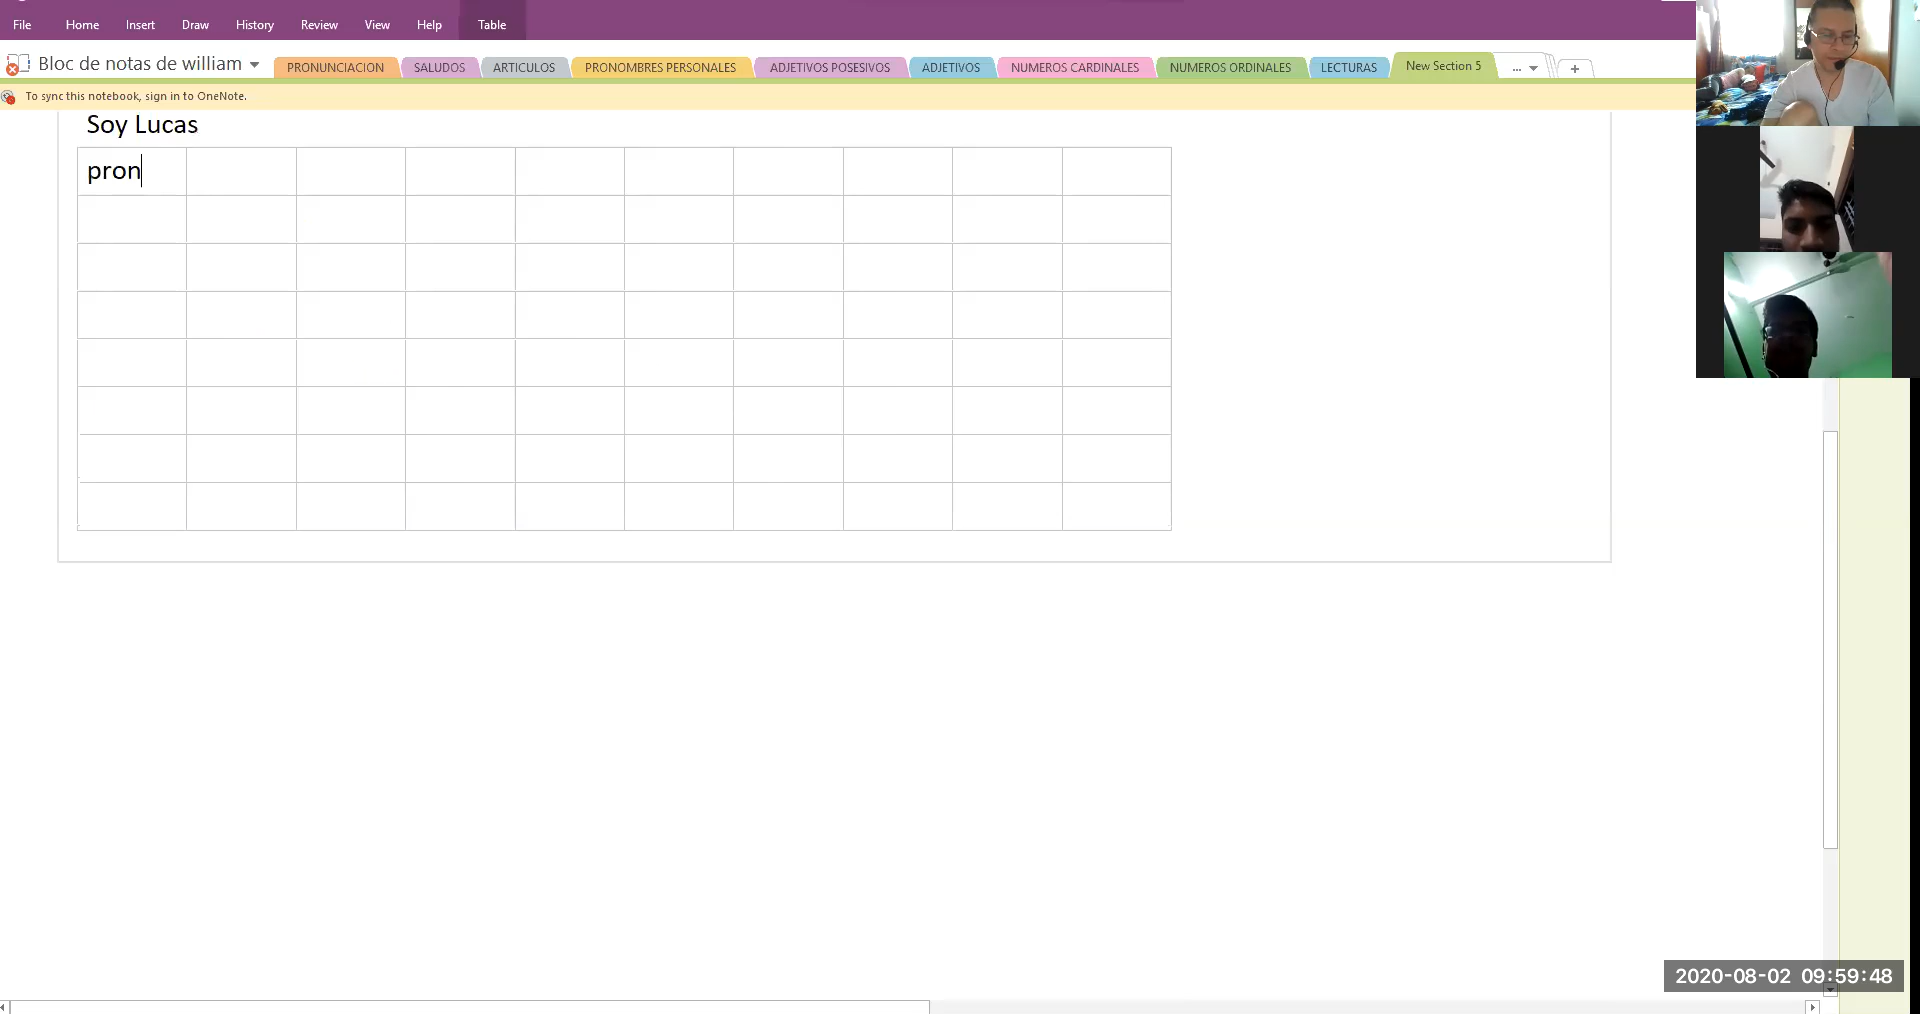 File Home Insert Draw History Review View Help Table
Bloc de notas de william PRONUNCIACION SALUDOS ARTICULOS PRONOMBRES PERSONALES ADJETIVOS POSESIVOS ADJETIVOS NUMEROS CARDINALES NUMEROS ORDINALES LECTURAS New Section 5 ...
To sync this notebook, sign in to OneNote.
Soy Lucas
pron
2020-08-02 09:59:48